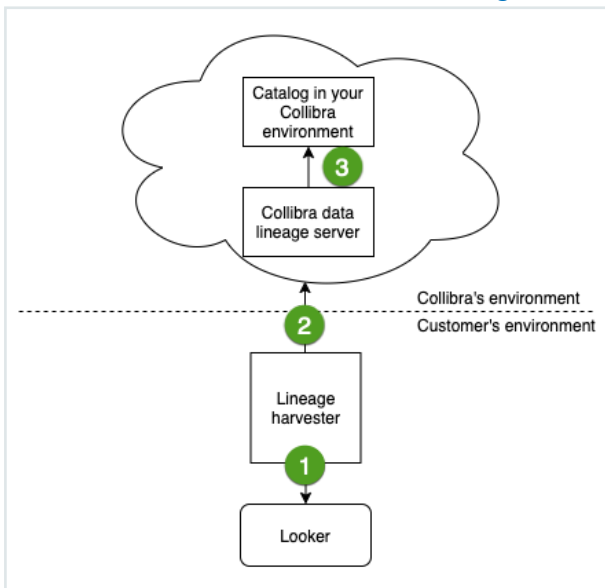 Catalog in your
Collibra
environment
3
Collibra data
lineage server
Collibra's environment
2
Customer's environment
Lineage
harvester
1
Looker